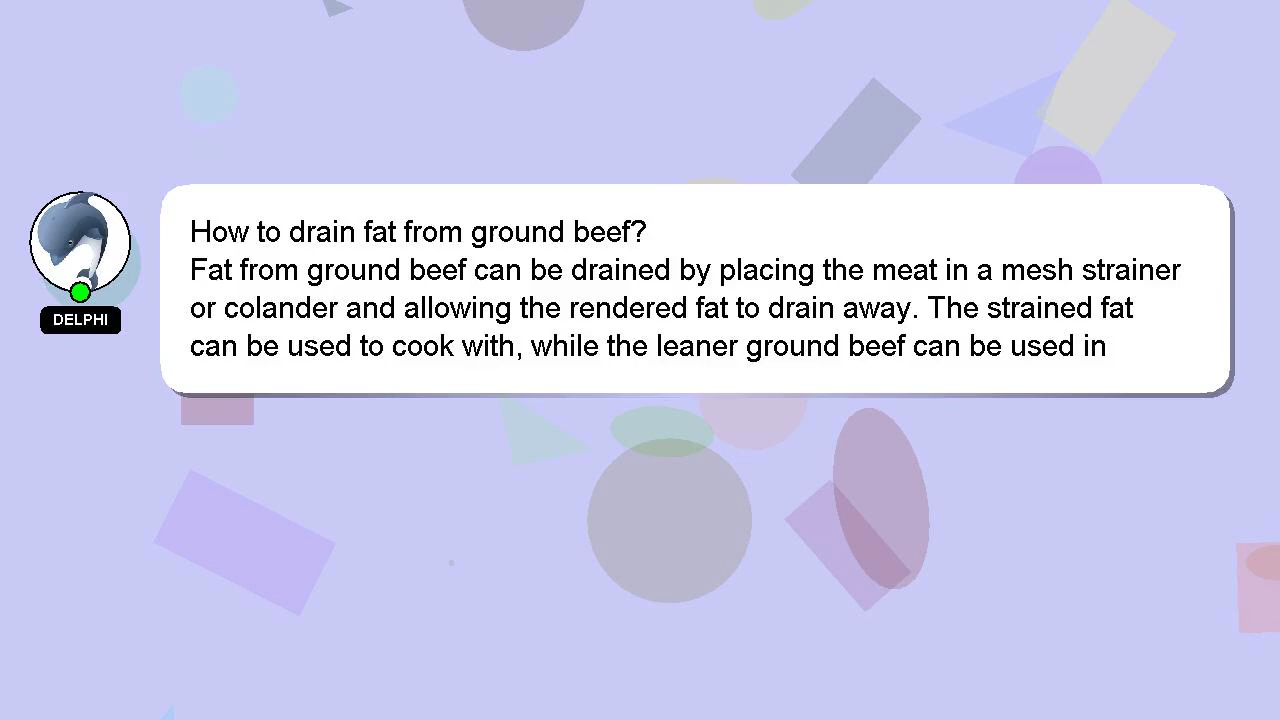 DELPHI
How to drain fat from ground beef?
Fat from ground beef can be drained by placing the meat in a mesh strainer
or colander and allowing the rendered fat to drain away. The strained fat
can be used to cook with, while the leaner ground beef can be used in